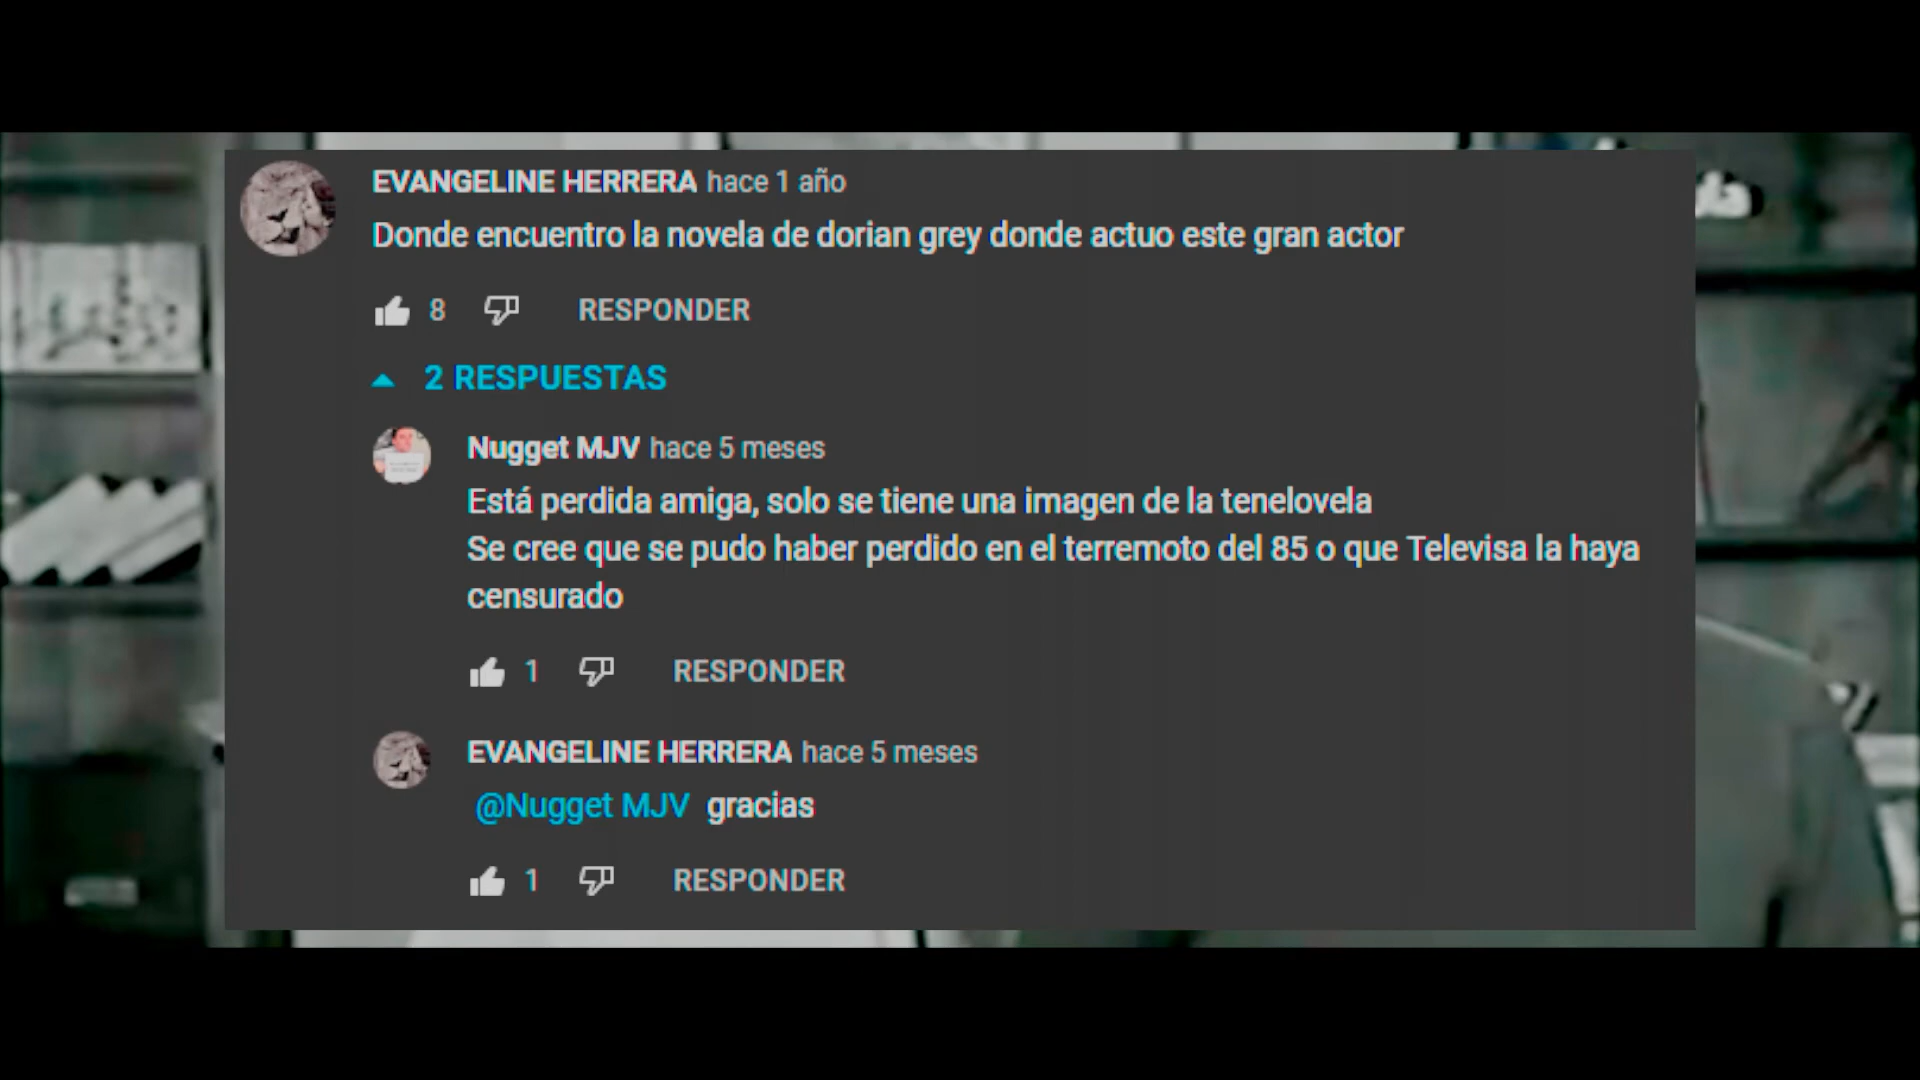 EVANGELINE HERRERA hace 1 año
Donde encuentro la novela de dorian grey donde actuo este gran actor
8 RESPONDER
2 RESPUESTAS
Nugget MJV hace 5 meses
Está perdida amiga, solo se tiene una imagen de la tenelovela
Se cree que se pudo haber perdido en el terremoto del 85 o que Televisa la haya
censurado
1 RESPONDER
EVANGELINE HERRERA hace 5 meses
@Nugget MJV gracias
1 RESPONDER